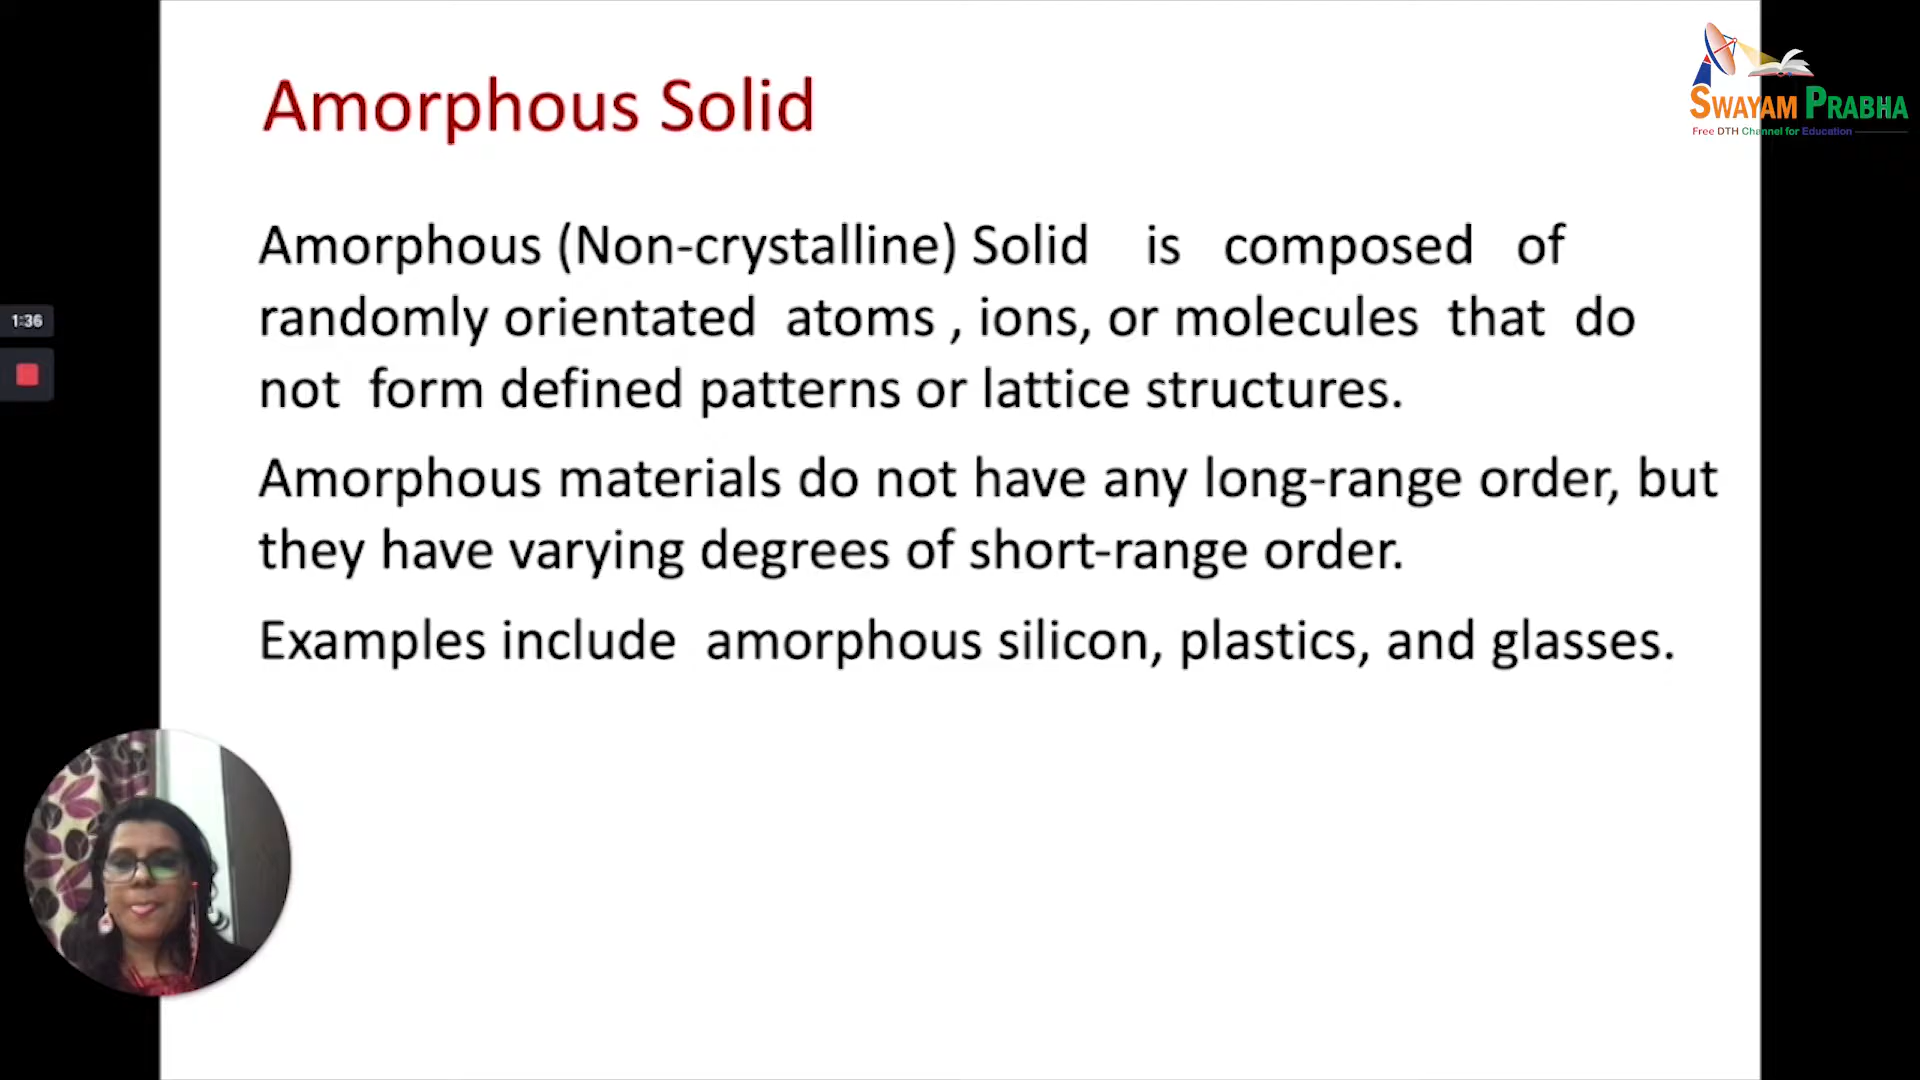 Amorphous Solid
SWAYAM PRABHA
Free DTH Channel for Education
Amorphous (Non-crystalline) Solid is composed of
randomly orientated atoms , ions, or molecules that do
not form defined patterns or lattice structures.
1:36
Amorphous materials do not have any long-range order, but
they have varying degrees of short-range order.
Examples include amorphous silicon, plastics, and glasses.